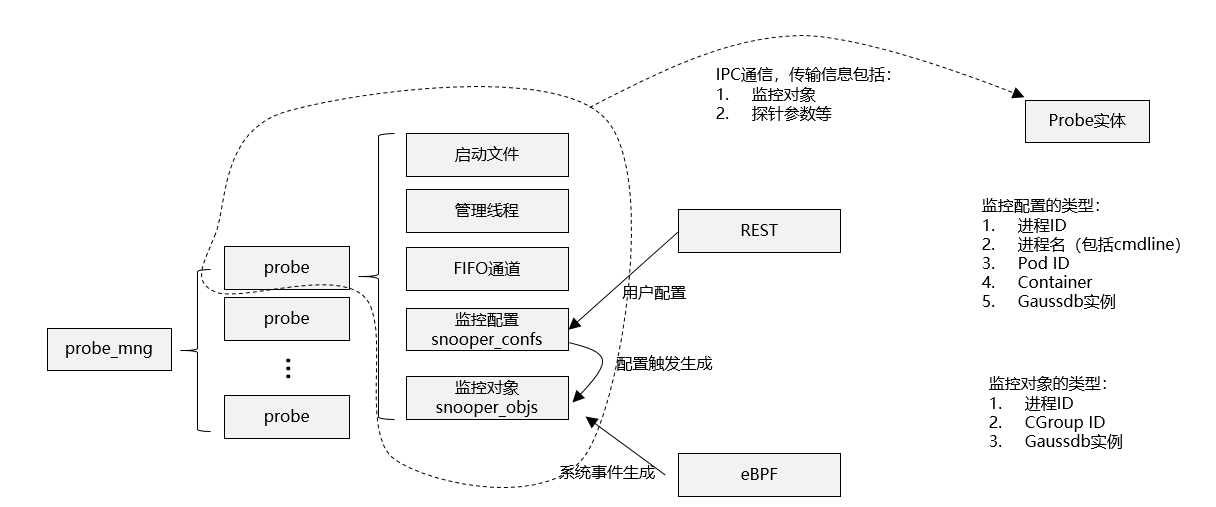 IPC通信，传输信息包括：
1. 监控对象
2. 探针参数等
Probe实体
启动文件
管理线程
FIFO通道
监控配置
snooper_confs
监控对象
snooper_objs
probe_mng
probe
probe
probe
REST
用户配置
配置触发生成
系统事件生成
eBPF
监控配置的类型：
1. 进程ID
2. 进程名（包括cmdline）
3. Pod ID
4. Container
5. Gaussdb实例
监控对象的类型：
1. 进程ID
2. CGroup ID
3. Gaussdb实例